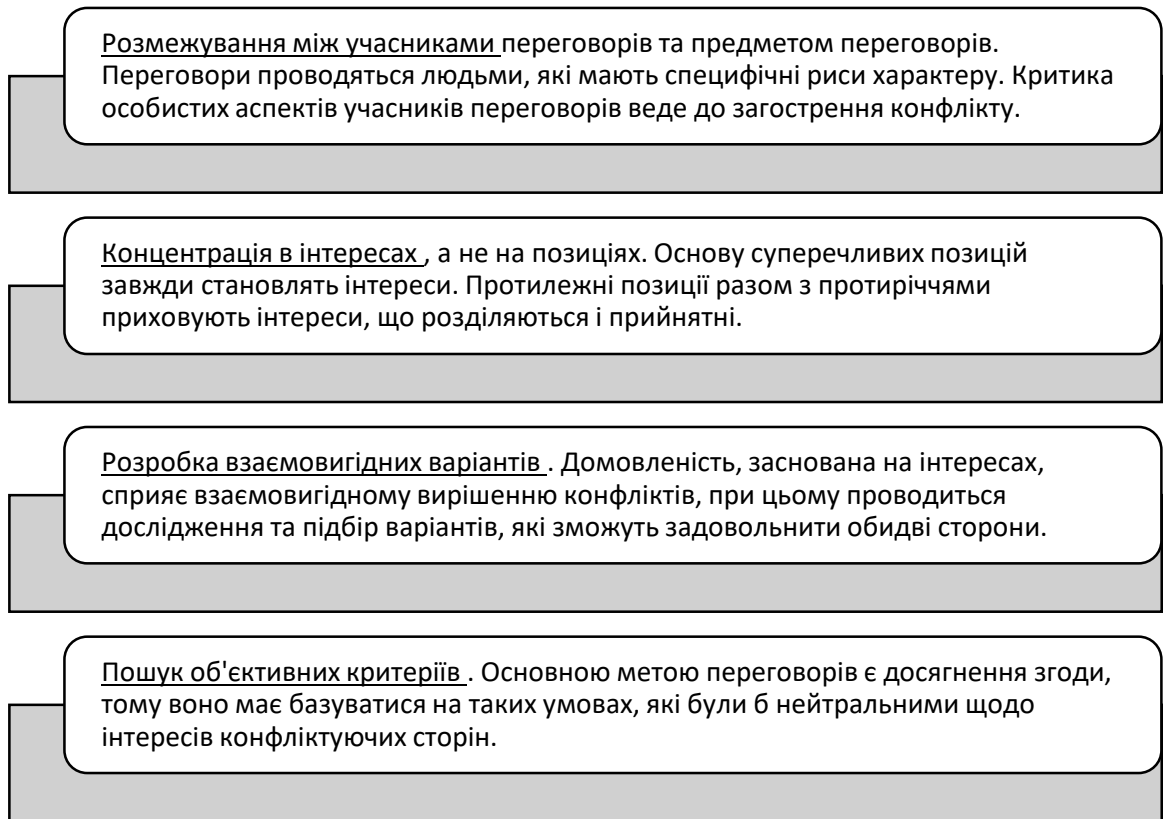 Розмежування між учасниками переговорів та предметом переговорів.
Переговори проводяться людьми, які мають специфічні риси характеру. Критика
особистих аспектів учасників переговорів веде до загострення конфлікту.
Концентрація в інтересах , а не на позиціях. Основу суперечливих позицій
завжди становлять інтереси. Протилежні позиції разом з протиріччями
приховують інтереси, що розділяються і прийнятні.
Розробка взаємовигідних варіантів . Домовленість, заснована на інтересах,
сприяє взаємовигідному вирішенню конфліктів, при цьому проводиться
дослідження та підбір варіантів, які зможуть задовольнити обидві сторони.
Пошук об'єктивних критеріїв . Основною метою переговорів є досягнення згоди,
тому воно має базуватися на таких умовах, які були б нейтральними щодо
інтересів конфліктуючих сторін.